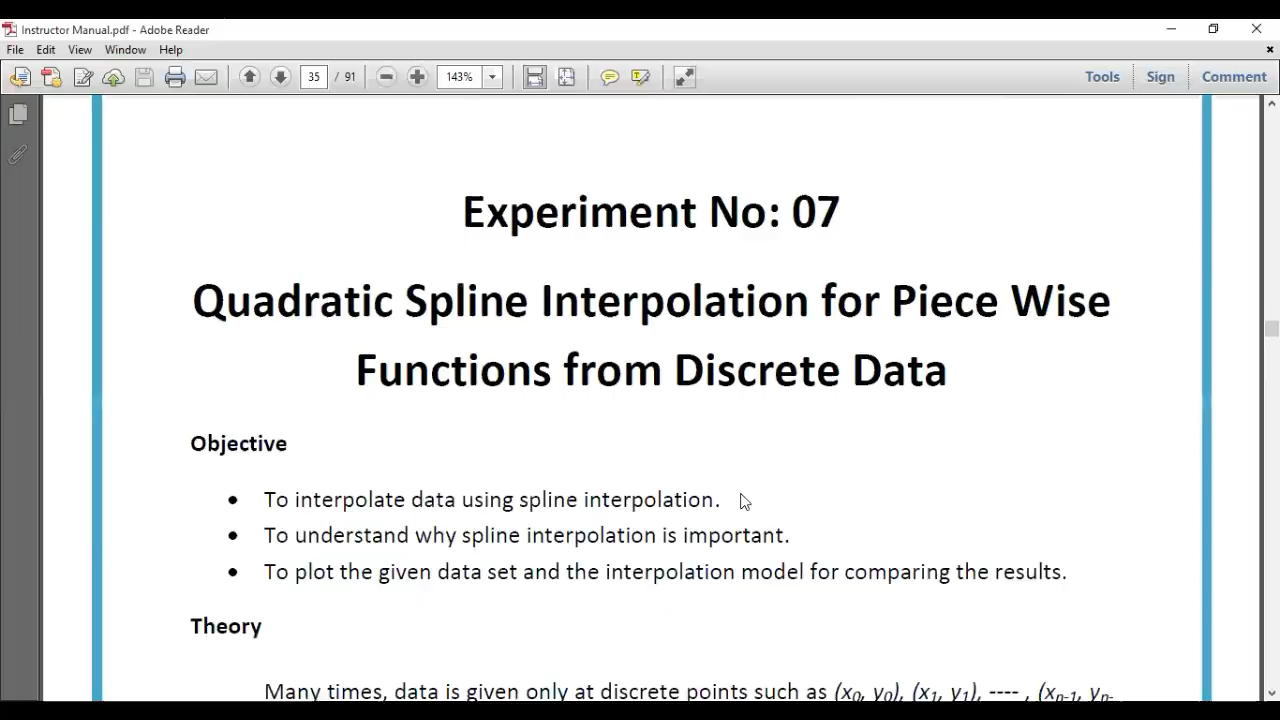 Instructor Manual.pdf - Adobe Reader
File Edit View Window Help
35 / 91 143% Tools Sign Comment
Experiment No: 07
Quadratic Spline Interpolation for Piece Wise
Functions from Discrete Data
Objective
• To interpolate data using spline interpolation.
• To understand why spline interpolation is important.
• To plot the given data set and the interpolation model for comparing the results.
Theory
Many times, data is given only at discrete points such as (x0, y0), (x1, y1), ---- , (xn-1, yn-